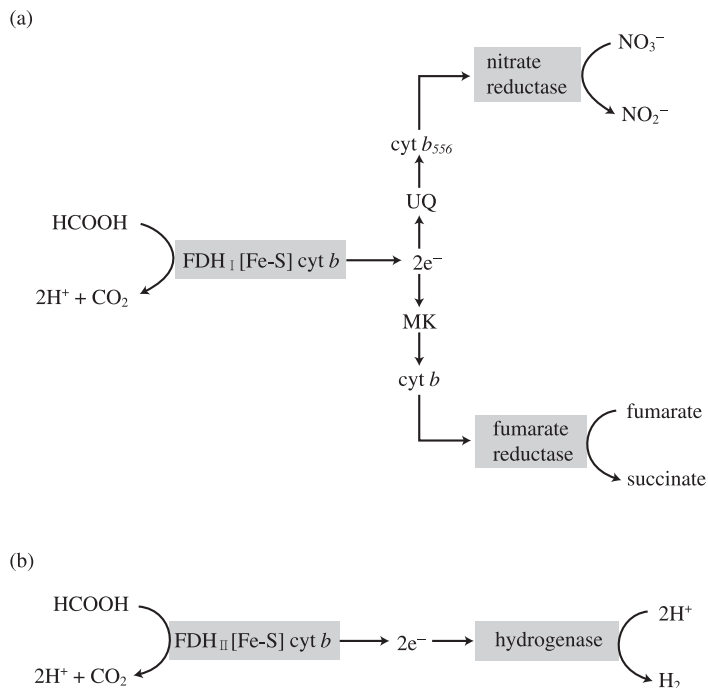 (a)
nitrate
reductase
NO₃⁻
NO₂⁻
cyt b₅₅₆
UQ
HCOOH
FDH I [Fe-S] cyt b
2e⁻
2H⁺ + CO₂
MK
cyt b
fumarate
reductase
fumarate
succinate
(b)
HCOOH
FDH II [Fe-S] cyt b
2e⁻
hydrogenase
2H⁺
2H⁺ + CO₂
H₂